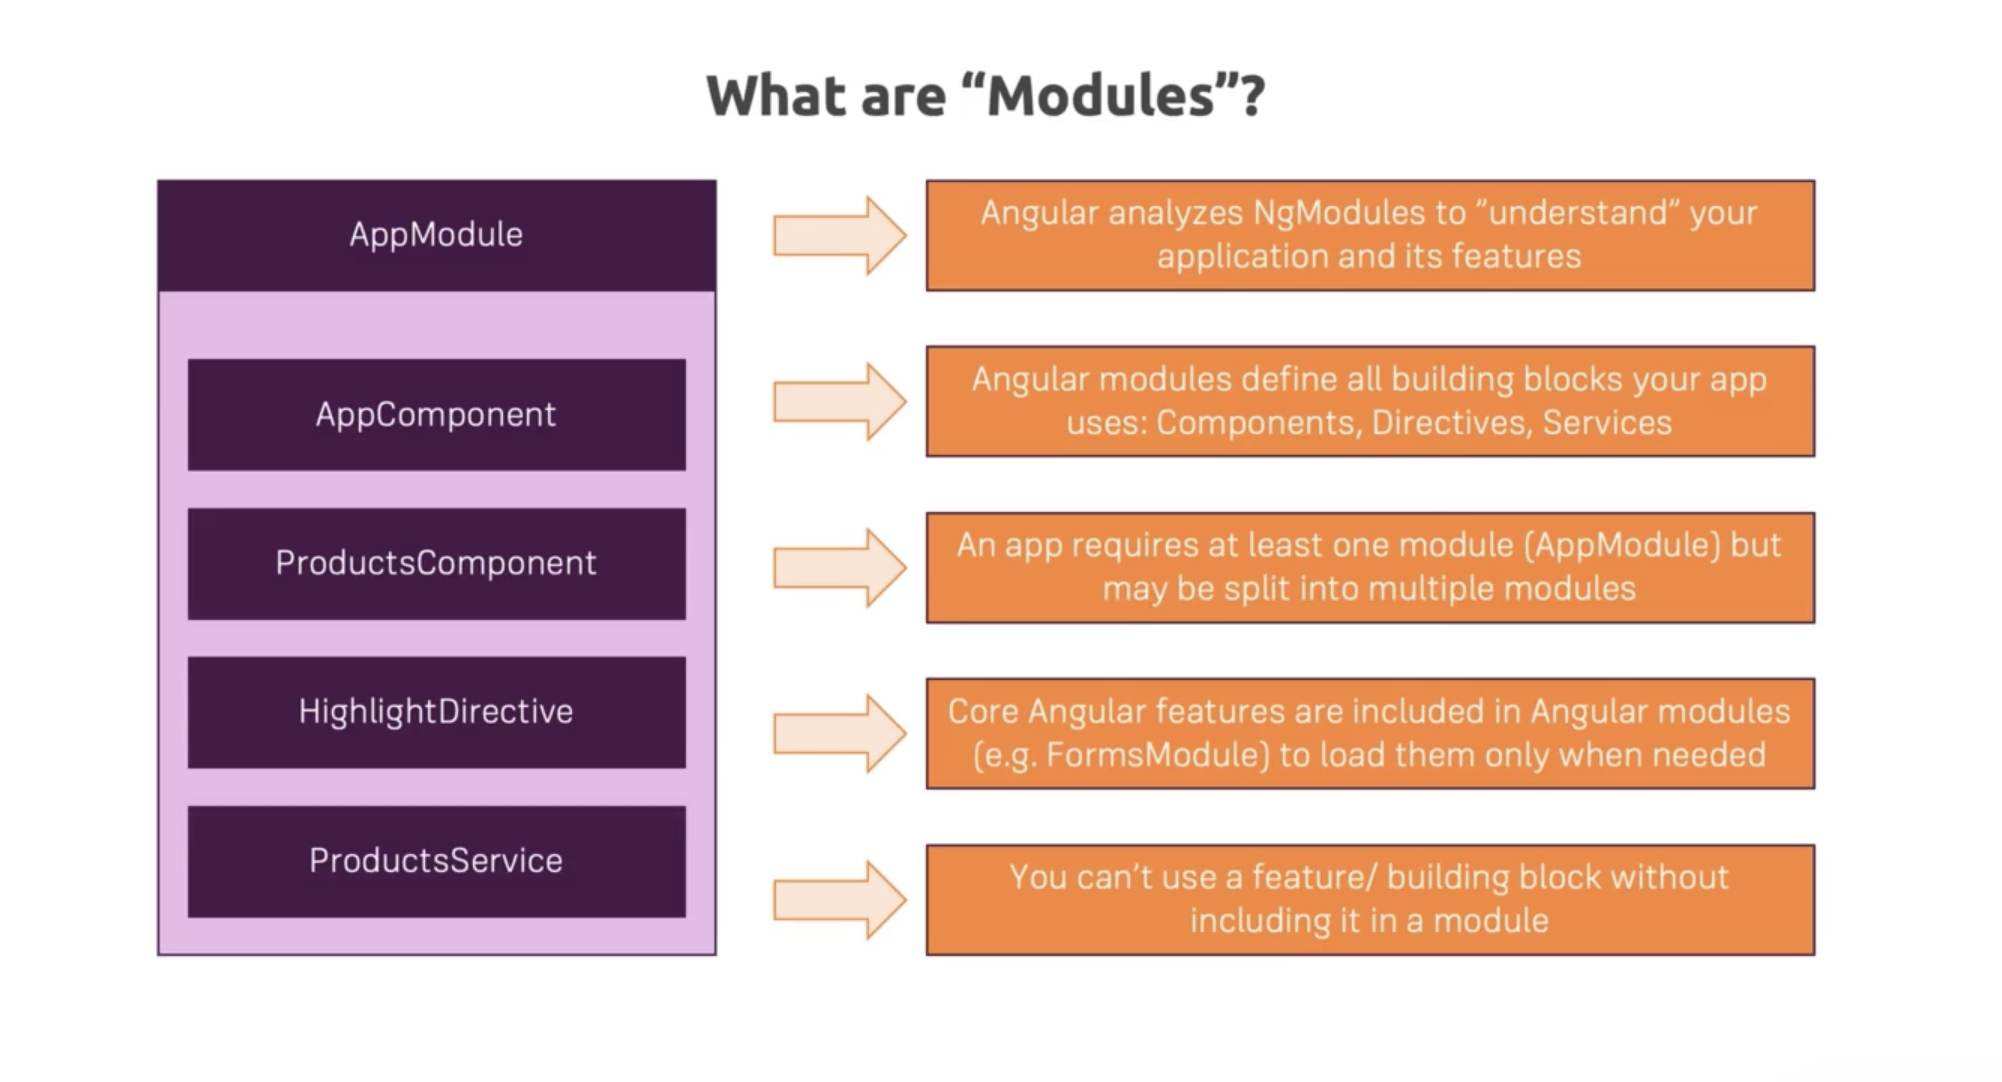 What are “Modules”?
AppModule
AppComponent
ProductsComponent
HighlightDirective
ProductsService
Angular analyzes NgModules to “understand” your
application and its features
Angular modules define all building blocks your app
uses: Components, Directives, Services
An app requires at least one module (AppModule) but
may be split into multiple modules
Core Angular features are included in Angular modules
(e.g. FormsModule) to load them only when needed
You can’t use a feature/ building block without
including it in a module